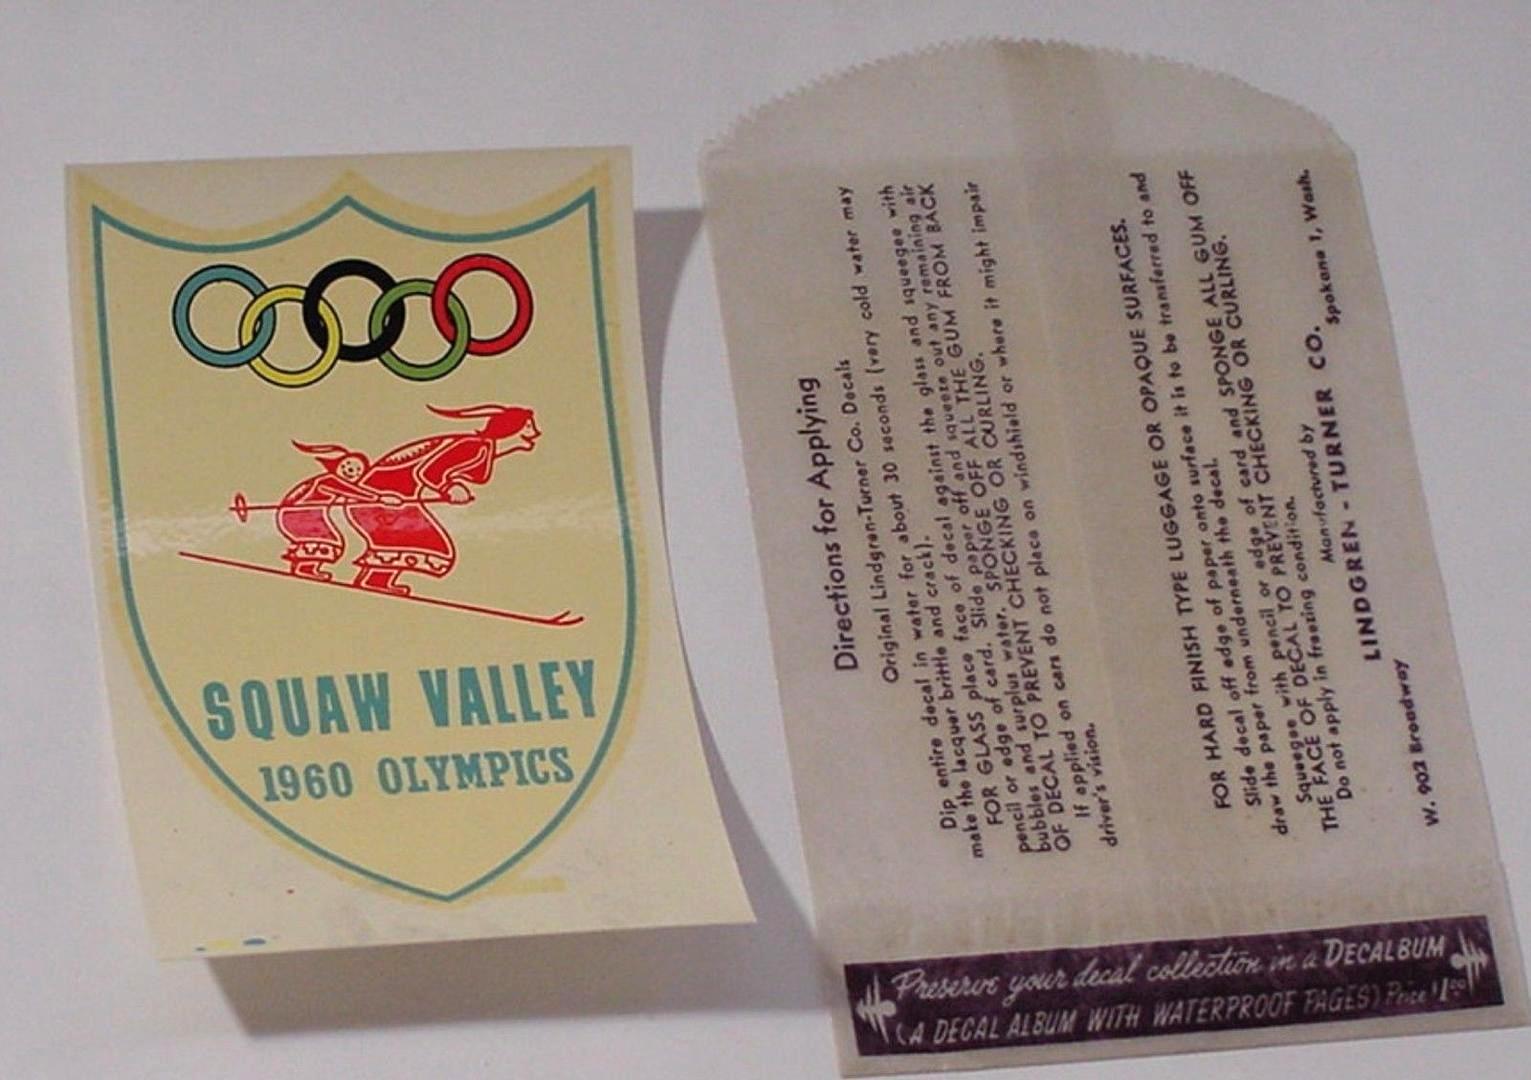 SQUAW VALLEY
1960 OLYMPICS
Directions for Applying
Original Lindgren-Turner Co. Decals
Dip entire decal in water for about 30 seconds (very cold water may
make the lacquer brittle and crack).
FOR GLASS place face of decal against the glass and squeegee with
pencil or edge of card. Slide paper off and squeeze out any remaining air
bubbles and surplus water. SPONGE OFF ALL THE GUM FROM BACK
OF DECAL TO PREVENT CHECKING OR CURLING.
If applied on cars do not place on windshield or where it might impair
driver's vision.
FOR HARD FINISH TYPE LUGGAGE OR OPAQUE SURFACES.
Slide decal off edge of paper onto surface it is to be transferred to and
draw the paper from underneath the decal.
Squeegee with pencil or edge of card and SPONGE ALL GUM OFF
THE FACE OF DECAL TO PREVENT CHECKING OR CURLING.
Do not apply in freezing condition.
Manufactured by
LINDGREN - TURNER CO.
W. 902 Broadway Spokane 1, Wash.
Preserve your decal collection in a DECALBUM
(A DECAL ALBUM WITH WATERPROOF PAGES) Price $1.00